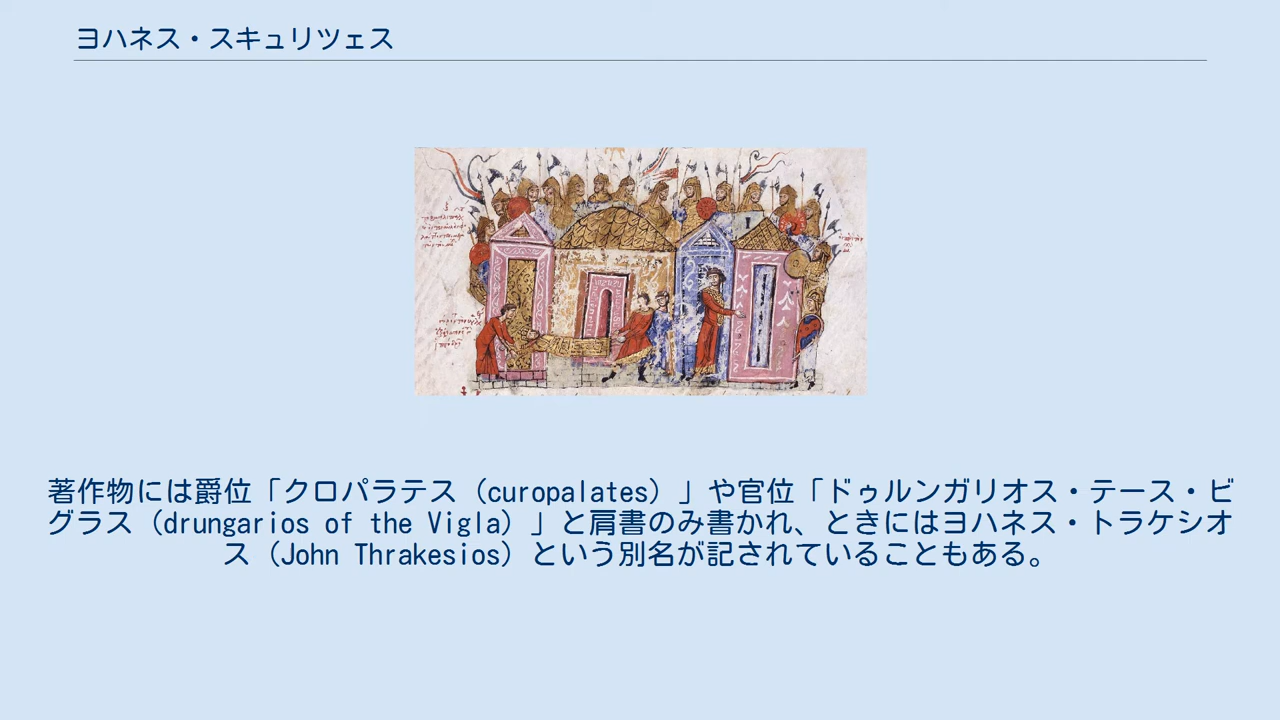 ヨハネス・スキュリツェス
著作物には爵位「クロパラテス（curopalates）」や官位「ドゥルンガリオス・テース・ビ
グラス（drungarios of the Vigla）」と肩書のみ書かれ、ときにはヨハネス・トラケシオ
ス（John Thrakesios）という別名が記されていることもある。